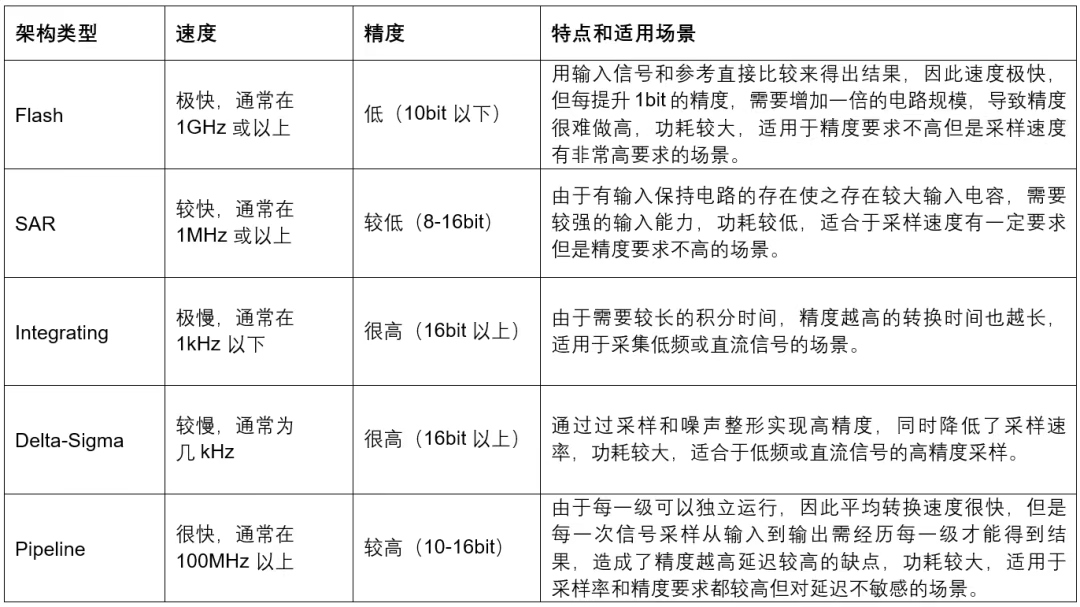 架构类型 速度 精度 特点和适用场景
Flash
极快，通常在
1GHz 或以上
低（10bit 以下）
用输入信号和参考直接比较来得出结果，因此速度极快，
但每提升 1bit 的精度，需要增加一倍的电路规模，导致精度
很难做高，功耗较大，适用于精度要求不高但是采样速度
有非常高要求的场景。
SAR
较快，通常在
1MHz 或以上
较低（8-16bit）
由于有输入保持电路的存在使之存在较大输入电容，需要
较强的输入能力，功耗较低，适合于采样速度有一定要求
但是精度要求不高的场景。
Integrating
极慢，通常在
1kHz 以下
很高（16bit 以上）
由于需要较长的积分时间，精度越高的转换时间也越长，
适用于采集低频或直流信号的场景。
Delta-Sigma
较慢，通常为
几 kHz
很高（16bit 以上）
通过过采样和噪声整形实现高精度，同时降低了采样速
率，功耗较大，适合于低频或直流信号的高精度采样。
Pipeline
很快，通常在
100MHz 以上
较高（10-16bit）
由于每一级可以独立运行，因此平均转换速度很快，但是
每一次信号采样从输入到输出需经历每一级才能得到结
果，造成了精度越高延迟较高的缺点，功耗较大，适用于
采样率和精度要求都较高但对延迟不敏感的场景。